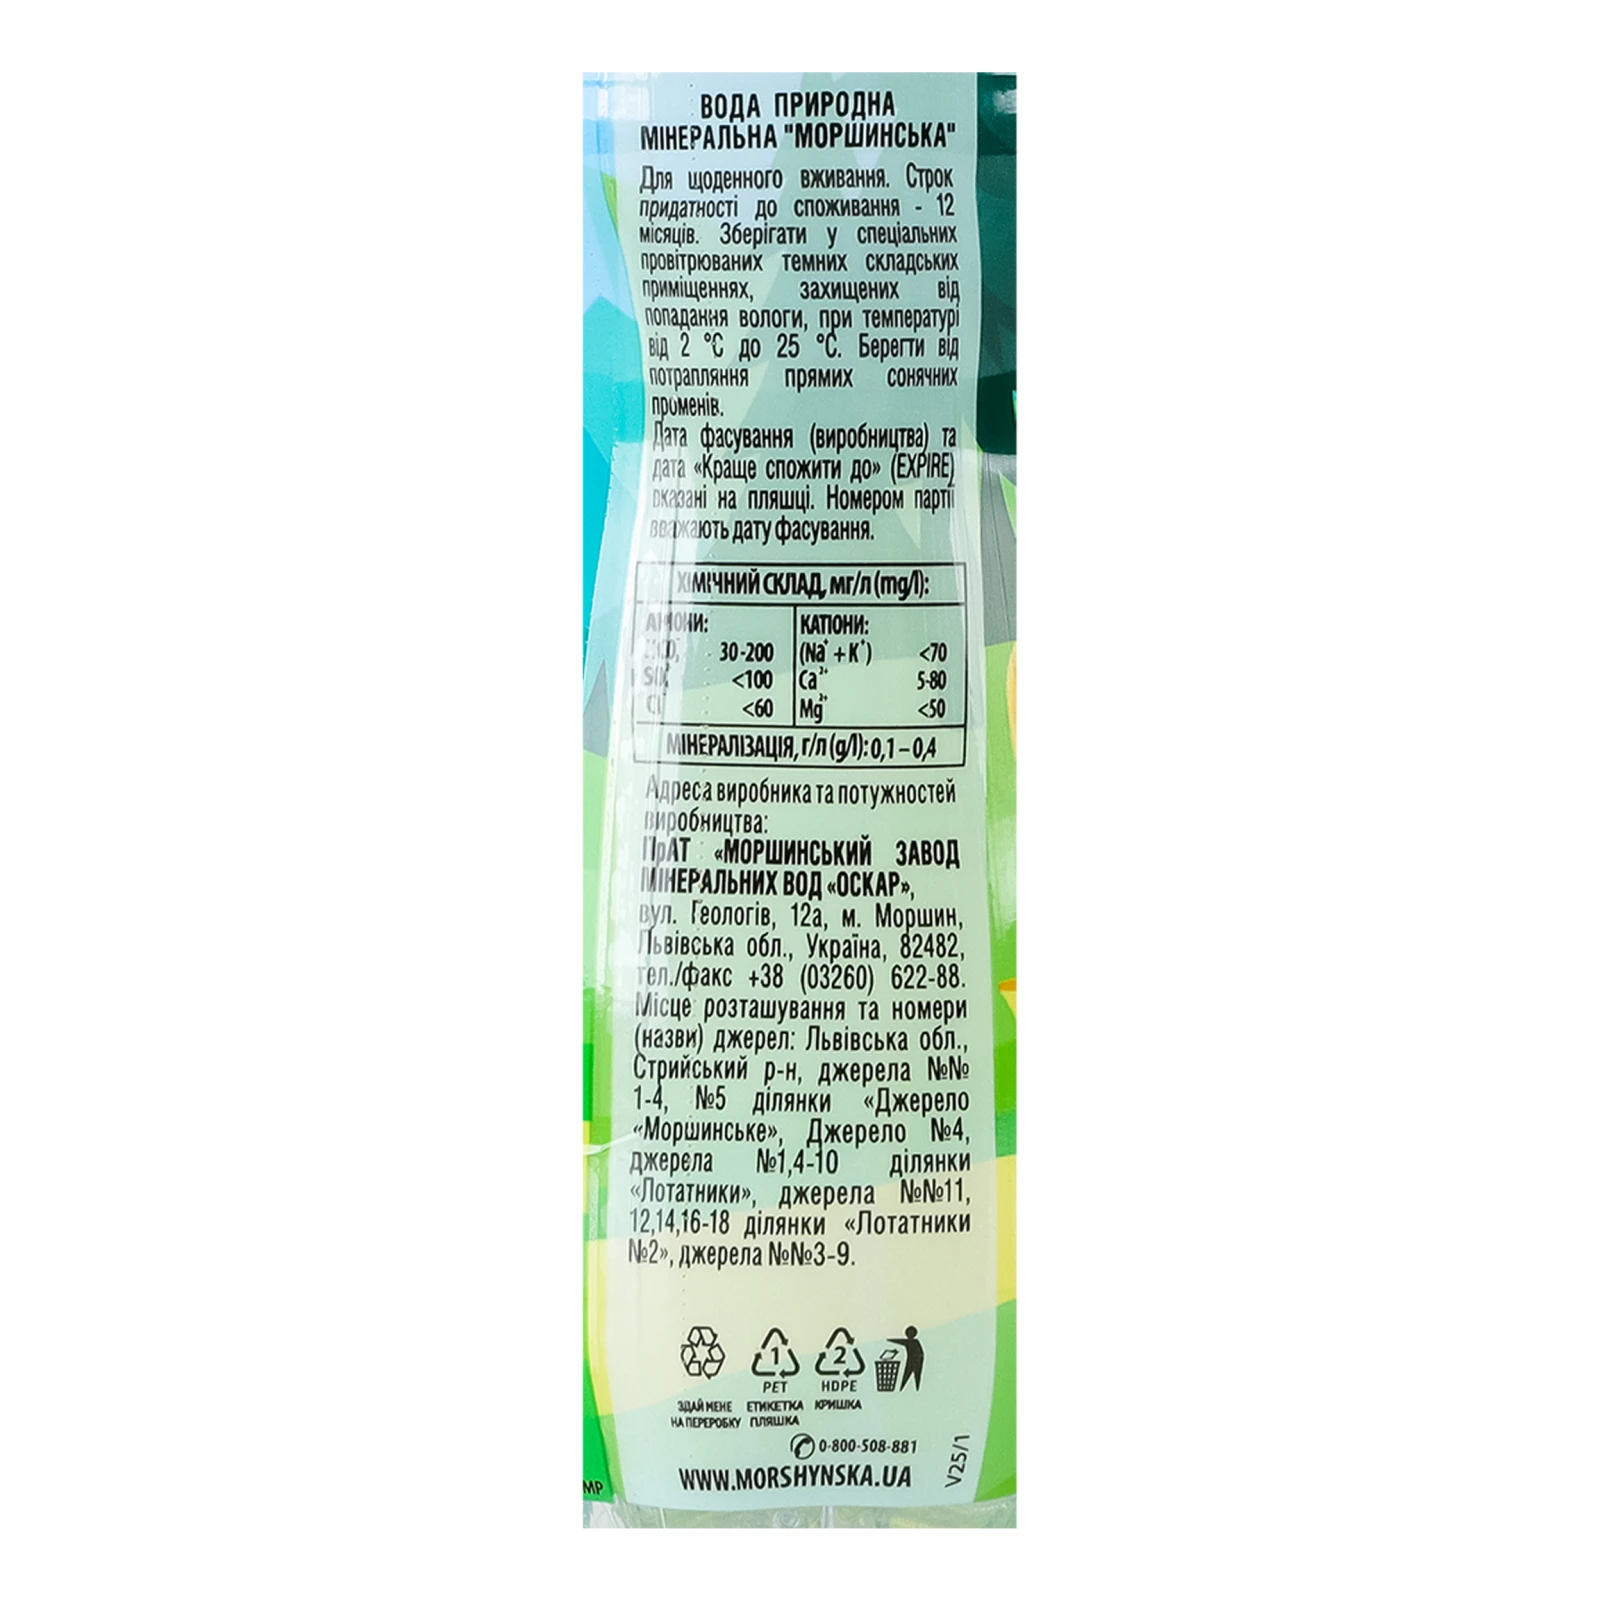 ВОДА ПРИРОДНА
МІНЕРАЛЬНА "МОРШИНСЬКА"
Для щоденного вживання. Строк
придатності до споживання - 12
місяців. Зберігати у спеціальних
провітрюваних темних складських
приміщеннях, захищених від
попадання вологи, при температурі
від 2 °С до 25 °С. Берегти від
потрапляння прямих сонячних
променів.
Дата фасування (виробництва) та
дата «Краще спожити до» (EXPIRE)
вказані на пляшці. Номером партії
вважають дату фасування.
ХІМІЧНИЙ СКЛАД, мг/л (mg/l):
АНІОНИ: КАТІОНИ:
HCO₃⁻ 30-200 (Na⁺ + K⁺) <70
SO₄²⁻ <100 Ca²⁺ 5-80
Cl⁻ <60 Mg²⁺ <50
МІНЕРАЛІЗАЦІЯ, г/л (g/l): 0,1 – 0,4
Адреса виробника та потужностей
виробництва:
ПрАТ «МОРШИНСЬКИЙ ЗАВОД
МІНЕРАЛЬНИХ ВОД «ОСКАР»,
вул. Геологів, 12а, м. Моршин,
Львівська обл., Україна, 82482,
тел./факс +38 (03260) 622-88.
Місце розташування та номери
(назви) джерел: Львівська обл.,
Стрийський р-н, джерела №№
1-4, №5 ділянки «Джерело
«Моршинське», Джерело №4,
джерела №1,4-10 ділянки
«Лотатники», джерела №№11,
12,14,16-18 ділянки «Лотатники
№2», джерела №№3-9.
1 2
PET HDPE
ЗДАЙ МЕНЕ ЕТИКЕТКА КРИШКА
НА ПЕРЕРОБКУ ПЛЯШКА
0-800-508-881
WWW.MORSHYNSKA.UA
V25/1
МР